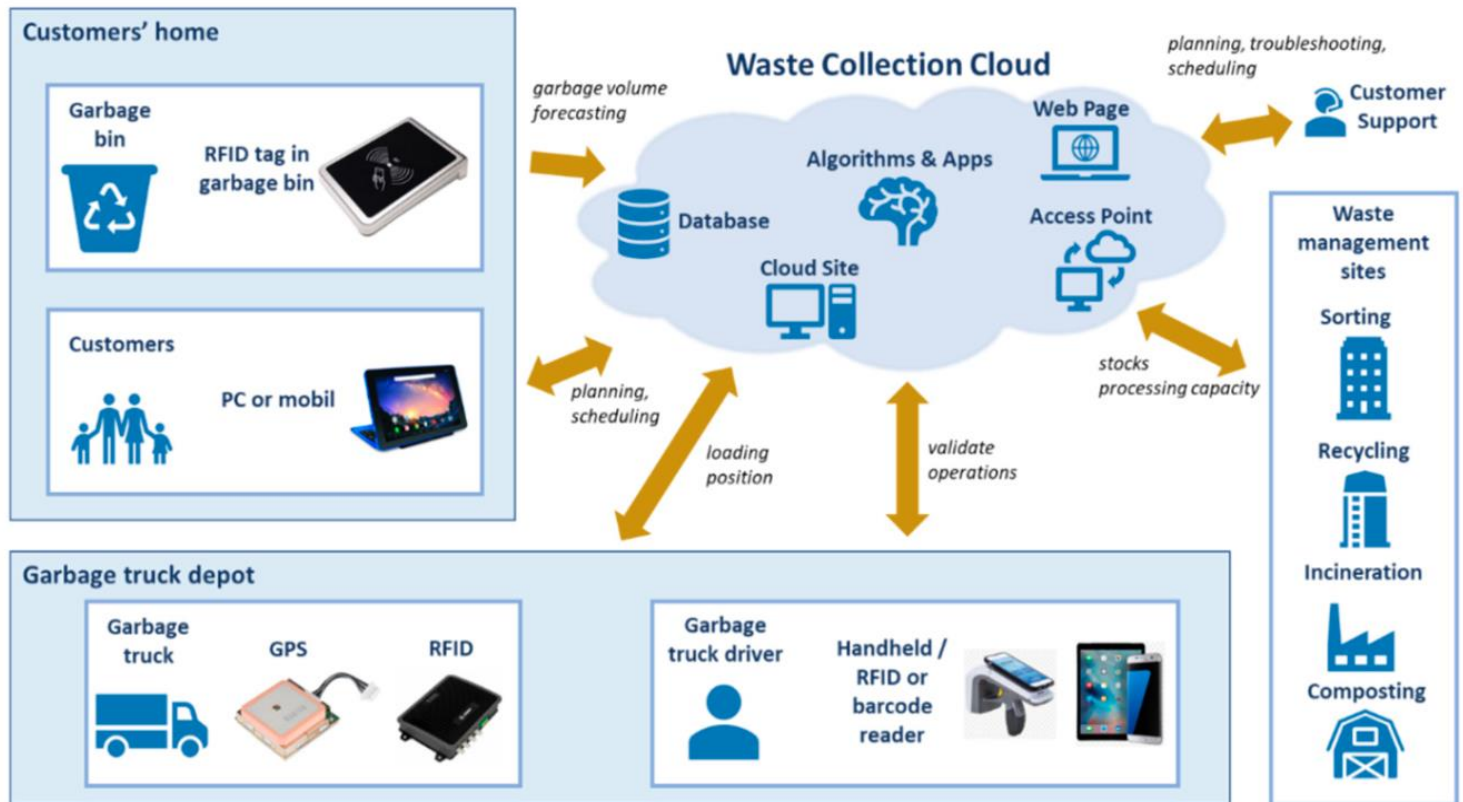 Customers' home
Garbage
bin
RFID tag in
garbage bin
Customers
PC or mobil
garbage volume
forecasting
planning,
scheduling
Waste Collection Cloud
Database
Algorithms & Apps
Cloud Site
Web Page
Access Point
planning, troubleshooting,
scheduling
Customer
Support
loading
position
validate
operations
stocks
processing capacity
Waste
management
sites
Sorting
Recycling
Incineration
Composting
Garbage truck depot
Garbage
truck
GPS
RFID
Garbage
truck driver
Handheld /
RFID or
barcode
reader